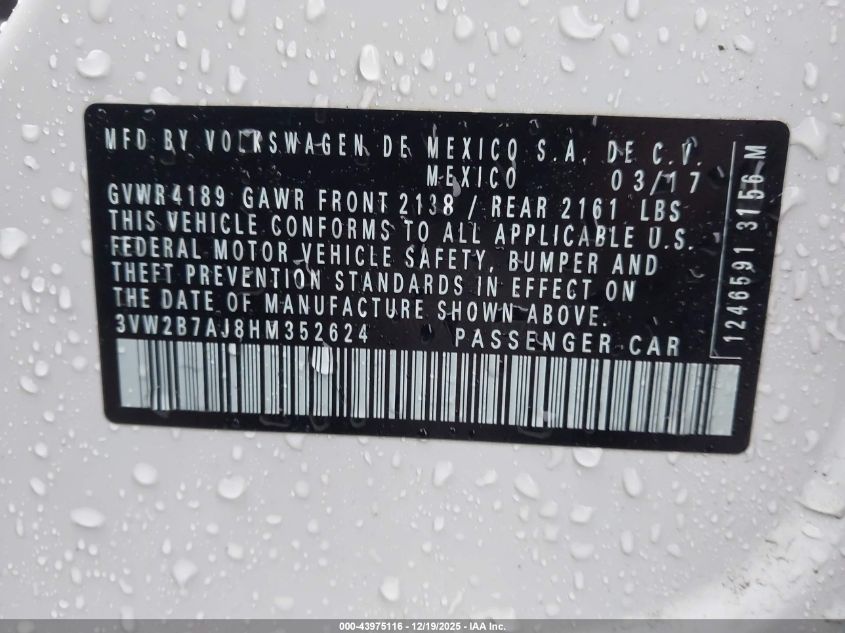 MFD BY VOLKSWAGEN DE MEXICO S.A. DE C.V.
MEXICO 03/17
GVWR 4189 GAWR FRONT 2138 / REAR 2161 LBS
THIS VEHICLE CONFORMS TO ALL APPLICABLE U.S.
FEDERAL MOTOR VEHICLE SAFETY, BUMPER AND
THEFT PREVENTION STANDARDS IN EFFECT ON
THE DATE OF MANUFACTURE SHOWN ABOVE.
3VW2B7AJ8HM352624 PASSENGER CAR
1246591 3156 M
000-43975116 - 12/19/2025 - IAA Inc.